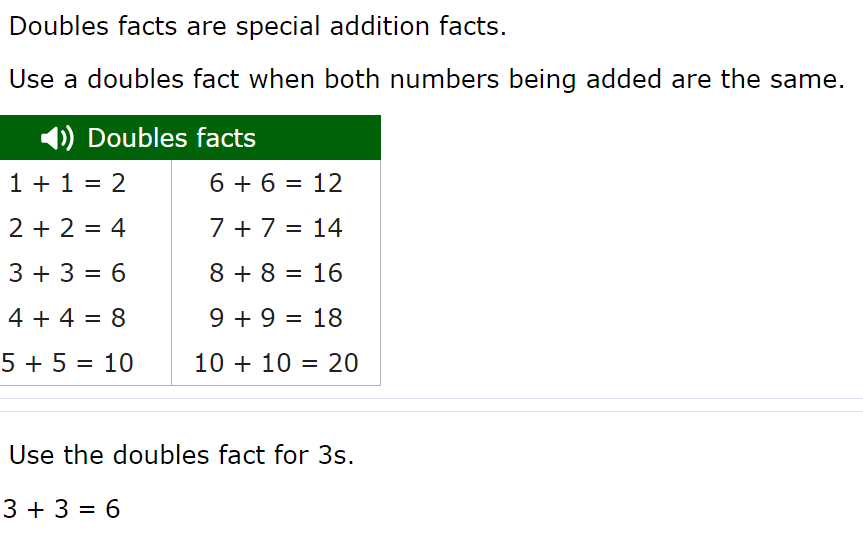 Doubles facts are special addition facts.
Use a doubles fact when both numbers being added are the same.
Doubles facts
1 + 1 = 2
2 + 2 = 4
3 + 3 = 6
4 + 4 = 8
5 + 5 = 10
6 + 6 = 12
7 + 7 = 14
8 + 8 = 16
9 + 9 = 18
10 + 10 = 20
Use the doubles fact for 3s.
3 + 3 = 6